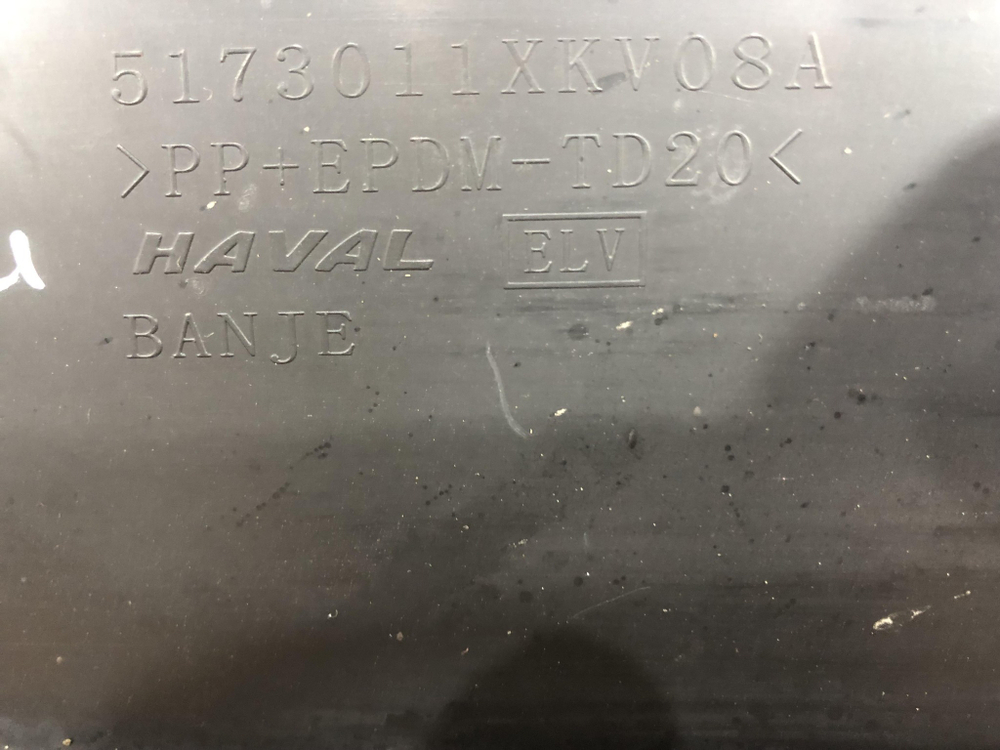 5173011XKV08A
>PP+EPDM-TD20<
HAVAL ELV
BANJE